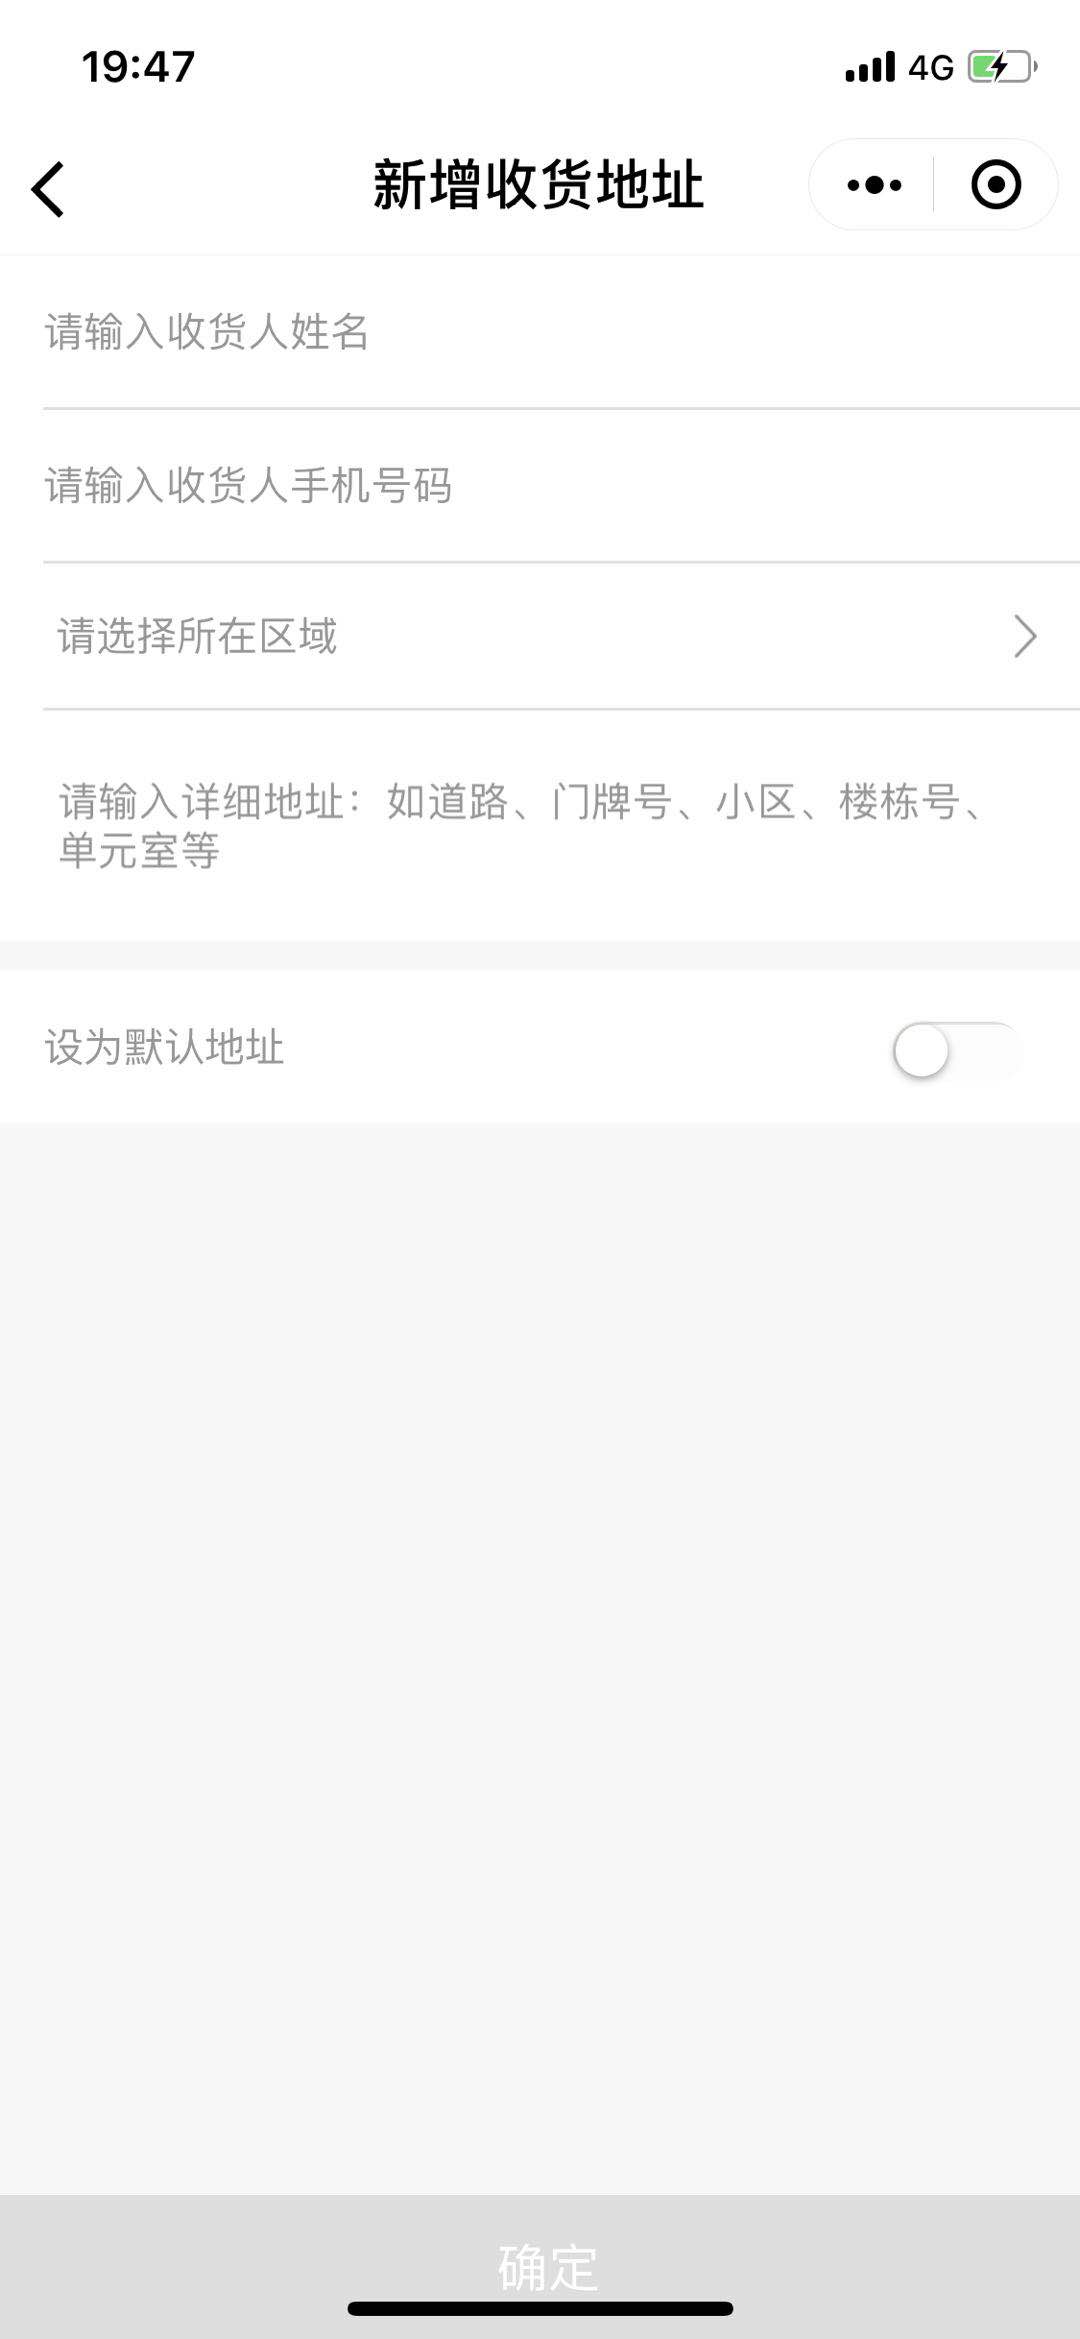 19:47
4G
新增收货地址
请输入收货人姓名
请输入收货人手机号码
请选择所在区域
请输入详细地址：如道路、门牌号、小区、楼栋号、
单元室等
设为默认地址
确定